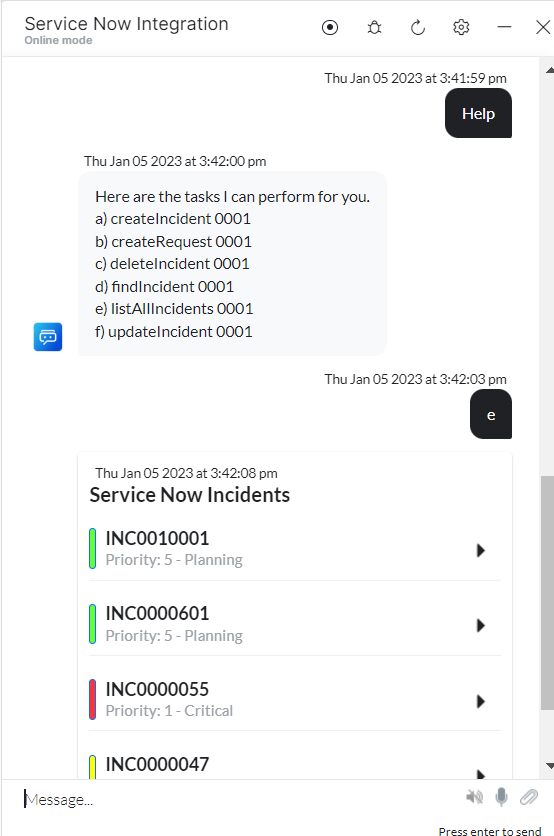 Service Now Integration
Online mode
Thu Jan 05 2023 at 3:41:59 pm
Help
Thu Jan 05 2023 at 3:42:00 pm
Here are the tasks I can perform for you.
a) createIncident 0001
b) createRequest 0001
c) deleteIncident 0001
d) findIncident 0001
e) listAllIncidents 0001
f) updateIncident 0001
Thu Jan 05 2023 at 3:42:03 pm
e
Thu Jan 05 2023 at 3:42:08 pm
Service Now Incidents
INC0010001
Priority: 5 - Planning
INC0000601
Priority: 5 - Planning
INC0000055
Priority: 1 - Critical
INC0000047
Message...
Press enter to send